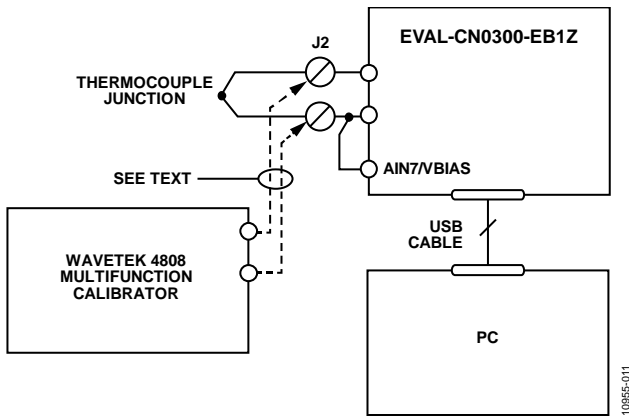 J2
EVAL-CN0300-EB1Z
THERMOCOUPLE
JUNCTION
AIN7/VBIAS
SEE TEXT
USB
CABLE
WAVETEK 4808
MULTIFUNCTION
CALIBRATOR
PC
10955-011